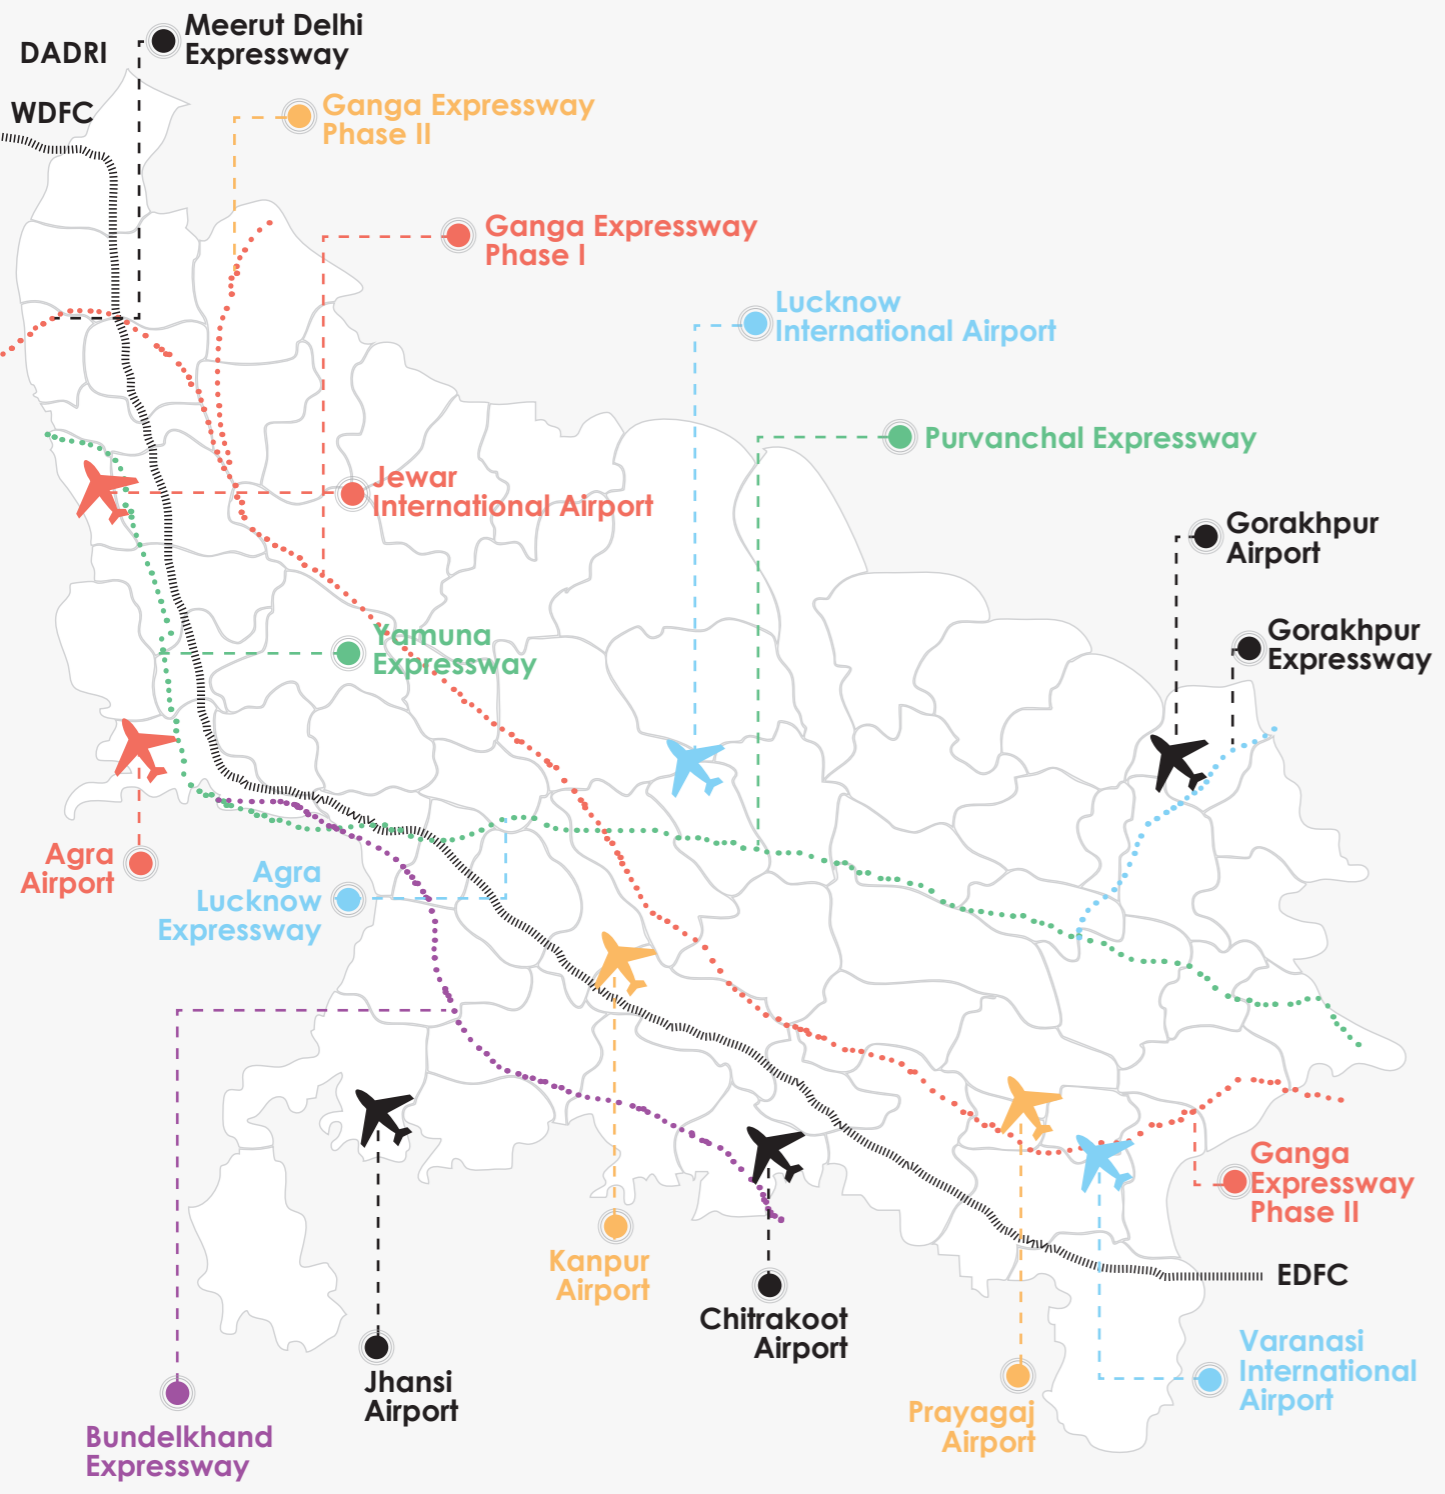 Meerut Delhi
Expressway
DADRI
WDFC
Ganga Expressway
Phase II
Ganga Expressway
Phase I
Lucknow
International Airport
Purvanchal Expressway
Jewar
International Airport
Gorakhpur
Airport
Gorakhpur
Expressway
Yamuna
Expressway
Agra
Airport
Agra
Lucknow
Expressway
Ganga
Expressway
Phase II
Kanpur
Airport
EDFC
Chitrakoot
Airport
Varanasi
International
Airport
Jhansi
Airport
Prayagaj
Airport
Bundelkhand
Expressway